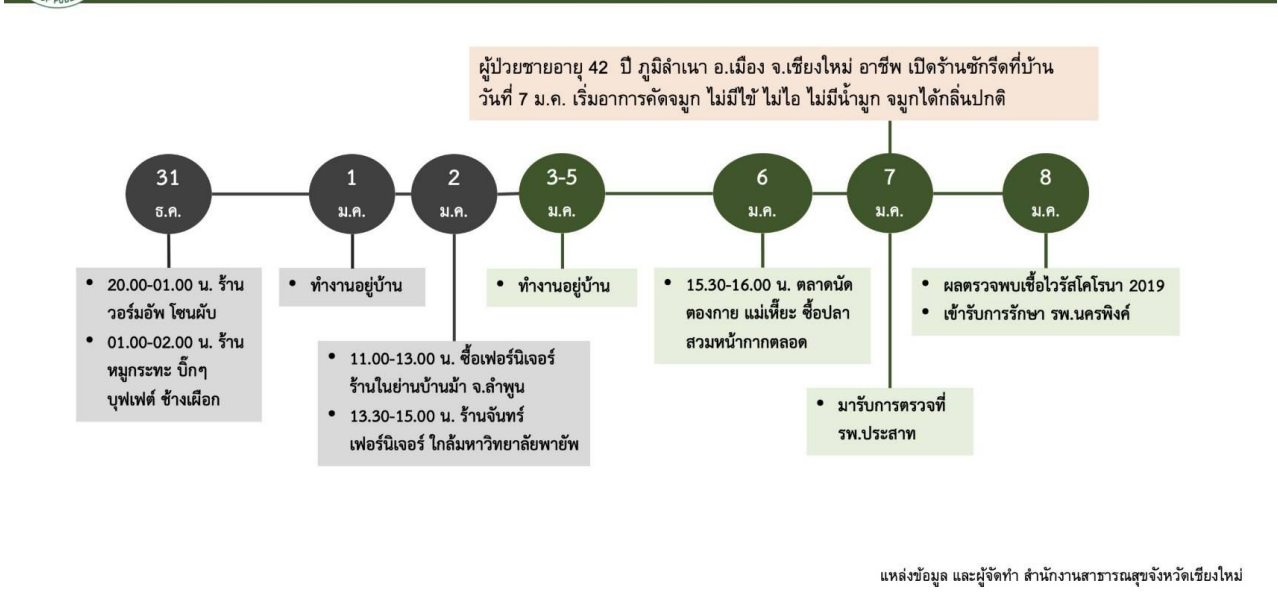 ผู้ป่วยชายอายุ 42 ปี ภูมิลำเนา อ.เมือง จ.เชียงใหม่ อาชีพ เปิดร้านซักรีดที่บ้าน
วันที่ 7 ม.ค. เริ่มอาการคัดจมูก ไม่มีไข้ ไม่ไอ ไม่มีน้ำมูก จมูกได้กลิ่นปกติ
31
ธ.ค.
• 20.00-01.00 น. ร้าน
วอร์มอัพ โซนผับ
• 01.00-02.00 น. ร้าน
หมูกระทะ บิ๊กๆ
บุฟเฟต์ ช้างเผือก
1
ม.ค.
• ทำงานอยู่บ้าน
2
ม.ค.
• 11.00-13.00 น. ซื้อเฟอร์นิเจอร์
ร้านในย่านบ้านม้า จ.ลำพูน
• 13.30-15.00 น. ร้านจันทร์
เฟอร์นิเจอร์ ใกล้มหาวิทยาลัยพายัพ
3-5
ม.ค.
• ทำงานอยู่บ้าน
6
ม.ค.
• 15.30-16.00 น. ตลาดนัด
ตองกาย แม่เหี๊ยะ ซื้อปลา
สวมหน้ากากตลอด
7
ม.ค.
• มารับการตรวจที่
รพ.ประสาท
8
ม.ค.
• ผลตรวจพบเชื้อไวรัสโคโรนา 2019
• เข้ารับการรักษา รพ.นครพิงค์
แหล่งข้อมูล และผู้จัดทำ สำนักงานสาธารณสุขจังหวัดเชียงใหม่